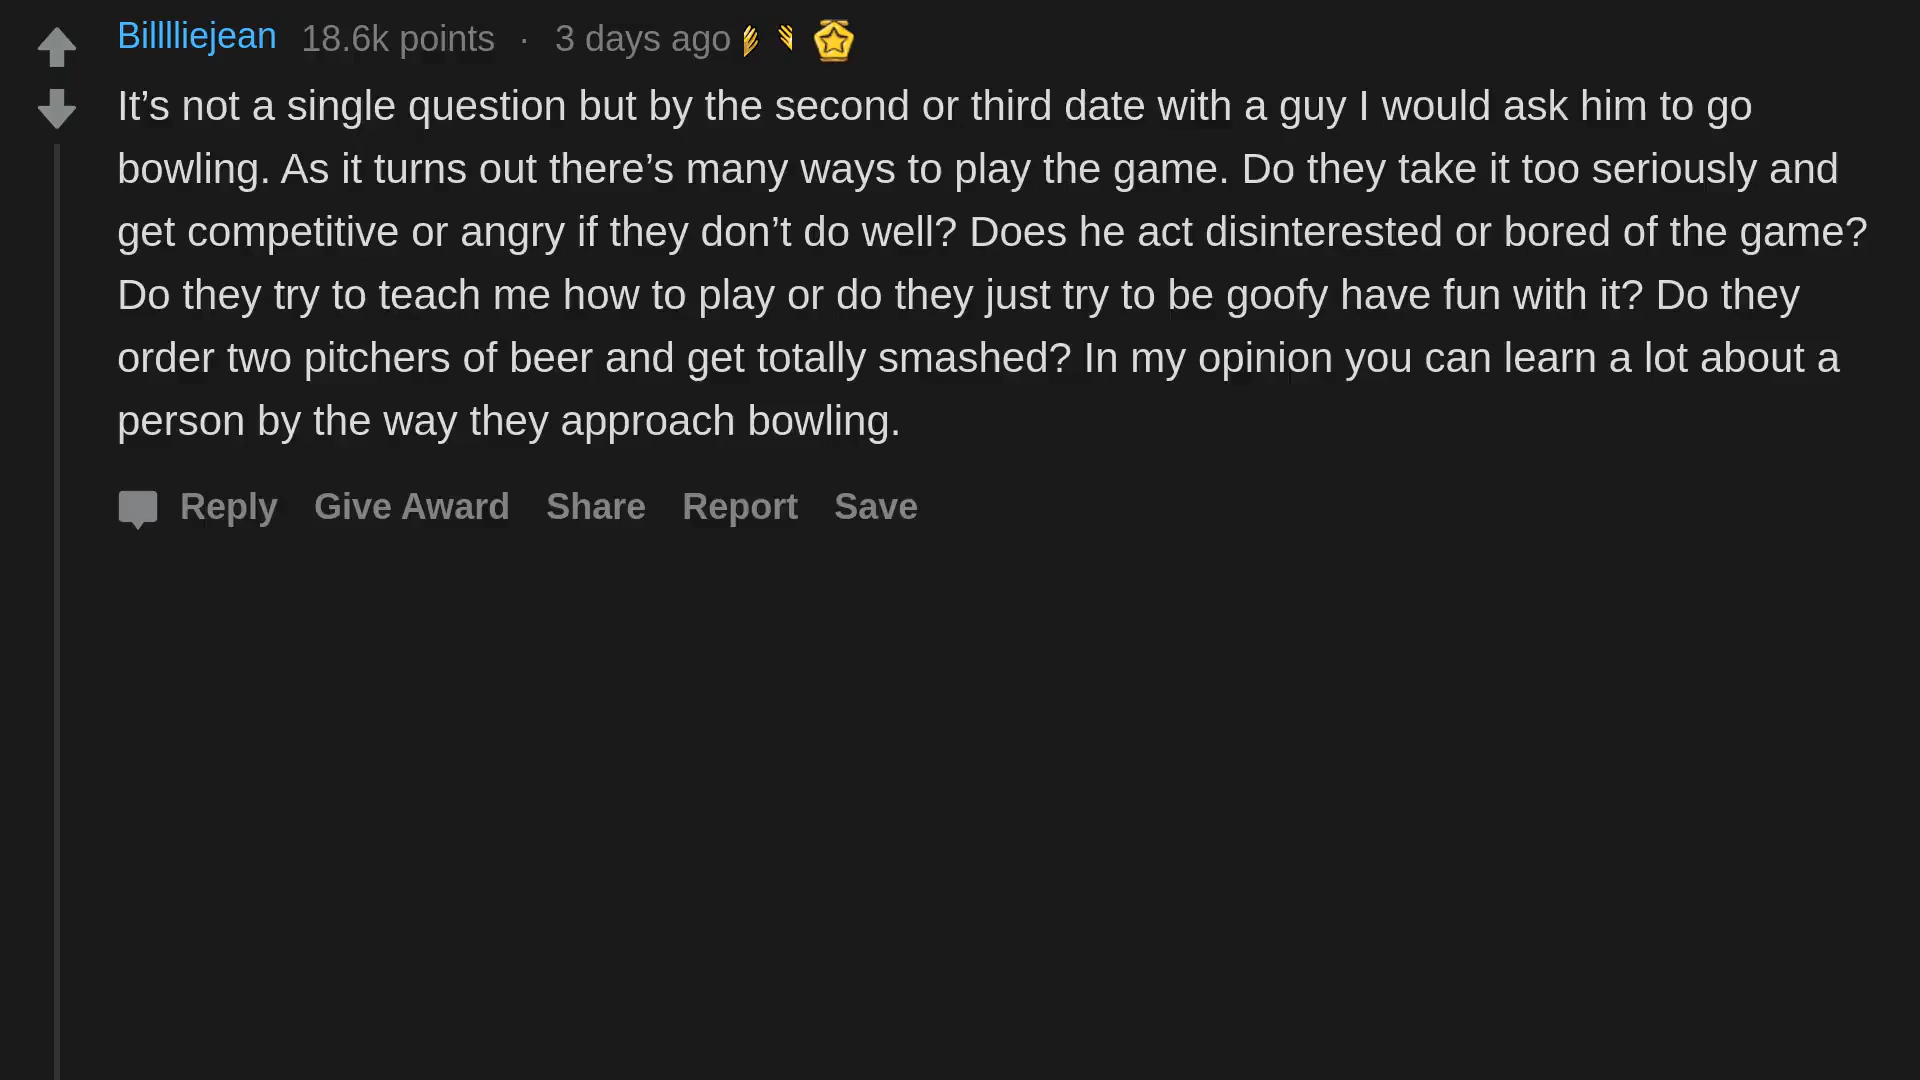 Billlliejean 18.6k points · 3 days ago
It’s not a single question but by the second or third date with a guy I would ask him to go
bowling. As it turns out there’s many ways to play the game. Do they take it too seriously and
get competitive or angry if they don’t do well? Does he act disinterested or bored of the game?
Do they try to teach me how to play or do they just try to be goofy have fun with it? Do they
order two pitchers of beer and get totally smashed? In my opinion you can learn a lot about a
person by the way they approach bowling.
Reply Give Award Share Report Save